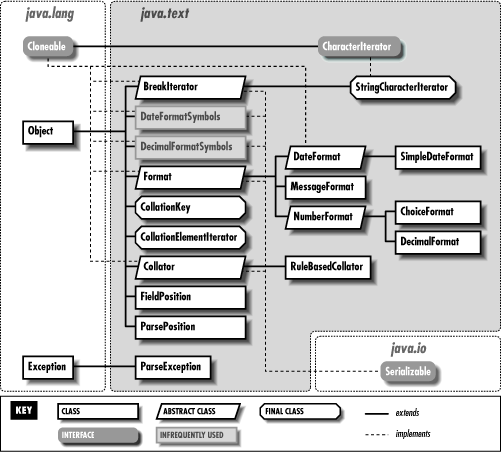 java.lang
java.text
Cloneable
CharacterIterator
BreakIterator
StringCharacterIterator
DateFormatSymbols
Object
DecimalFormatSymbols
DateFormat
SimpleDateFormat
Format
MessageFormat
CollationKey
NumberFormat
ChoiceFormat
CollationElementIterator
DecimalFormat
Collator
RuleBasedCollator
FieldPosition
ParsePosition
java.io
Exception
ParseException
Serializable
KEY
CLASS
ABSTRACT CLASS
FINAL CLASS
extends
INTERFACE
INFREQUENTLY USED
implements